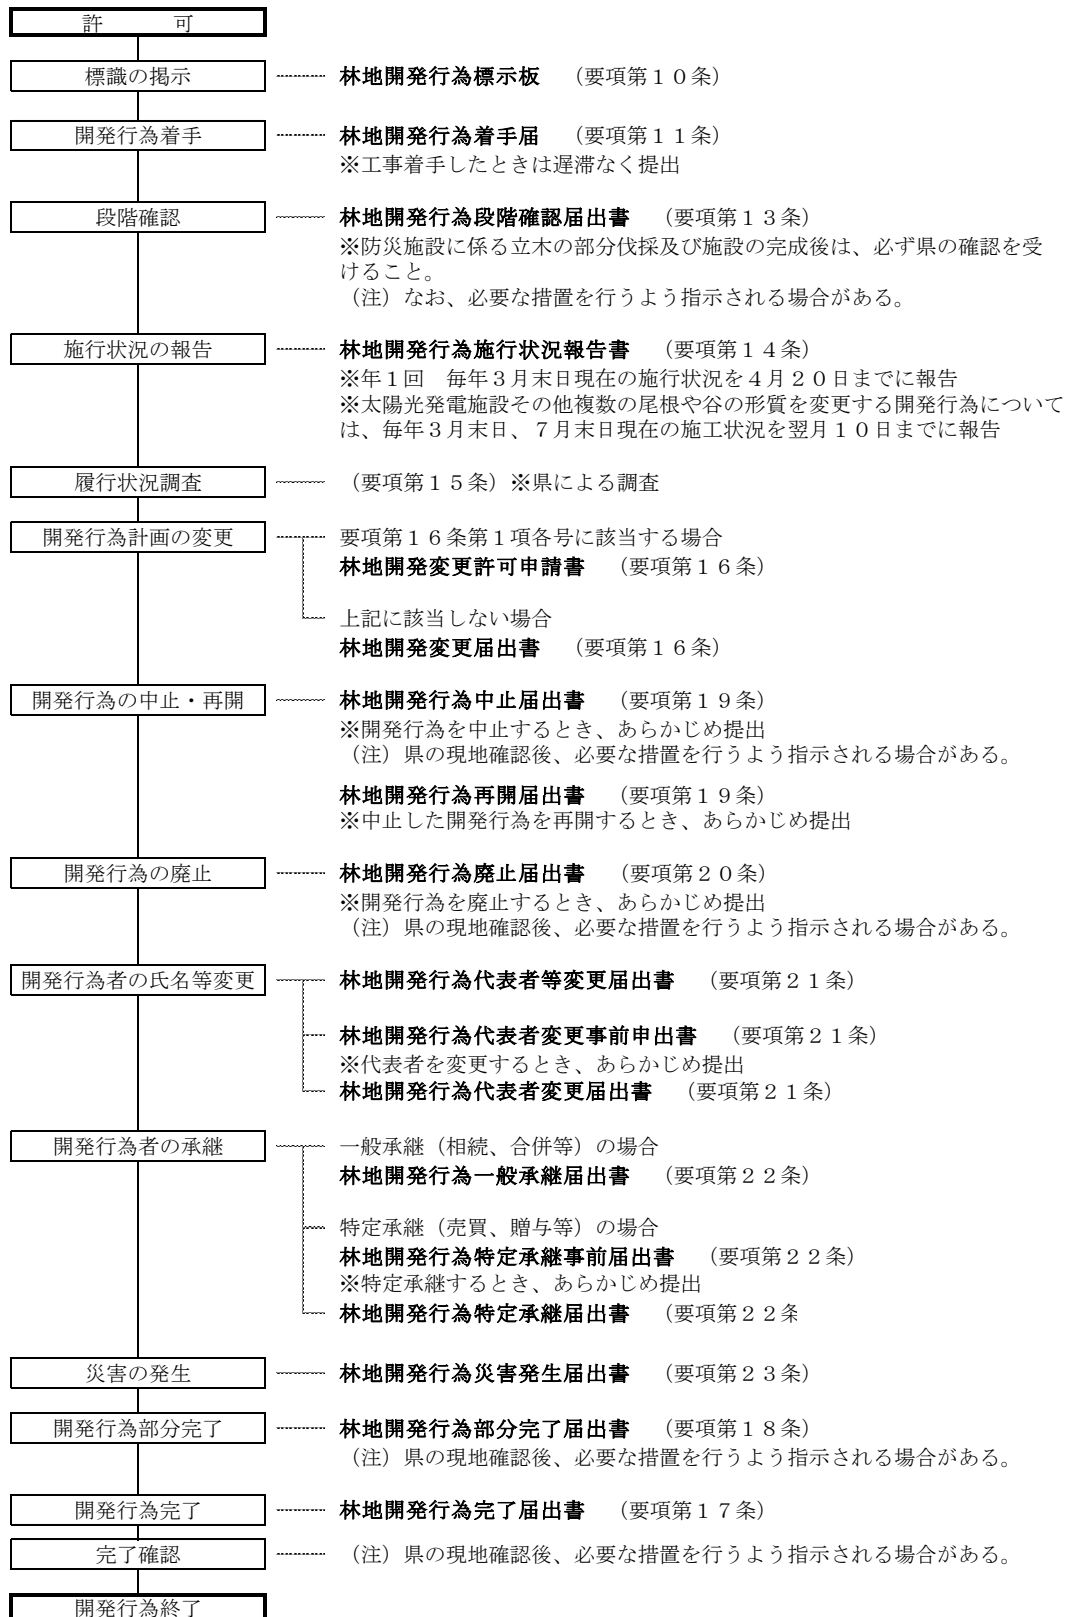 許　　　可
標識の掲示　林地開発行為標示板　（要項第１０条）
開発行為着手　林地開発行為着手届　（要項第１１条）
※工事着手したときは遅滞なく提出
段階確認　林地開発行為段階確認届出書　（要項第１３条）
※防災施設に係る立木の部分伐採及び施設の完成後は、必ず県の確認を受
けること。
（注）なお、必要な措置を行うよう指示される場合がある。
施行状況の報告　林地開発行為施行状況報告書　（要項第１４条）
※年１回　毎年３月末日現在の施行状況を４月２０日までに報告
※太陽光発電施設その他複数の尾根や谷の形質を変更する開発行為について
は、毎年３月末日、７月末日現在の施工状況を翌月１０日までに報告
履行状況調査　（要項第１５条）※県による調査
開発行為計画の変更　要項第１６条第１項各号に該当する場合
林地開発変更許可申請書　（要項第１６条）
上記に該当しない場合
林地開発変更届出書　（要項第１６条）
開発行為の中止・再開　林地開発行為中止届出書　（要項第１９条）
※開発行為を中止するとき、あらかじめ提出
（注）県の現地確認後、必要な措置を行うよう指示される場合がある。
林地開発行為再開届出書　（要項第１９条）
※中止した開発行為を再開するとき、あらかじめ提出
開発行為の廃止　林地開発行為廃止届出書　（要項第２０条）
※開発行為を廃止するとき、あらかじめ提出
（注）県の現地確認後、必要な措置を行うよう指示される場合がある。
開発行為者の氏名等変更　林地開発行為代表者等変更届出書　（要項第２１条）
林地開発行為代表者変更事前申出書　（要項第２１条）
※代表者を変更するとき、あらかじめ提出
林地開発行為代表者変更届出書　（要項第２１条）
開発行為者の承継　一般承継（相続、合併等）の場合
林地開発行為一般承継届出書　（要項第２２条）
特定承継（売買、贈与等）の場合
林地開発行為特定承継事前届出書　（要項第２２条）
※特定承継するとき、あらかじめ提出
林地開発行為特定承継届出書　（要項第２２条
災害の発生　林地開発行為災害発生届出書　（要項第２３条）
開発行為部分完了　林地開発行為部分完了届出書　（要項第１８条）
（注）県の現地確認後、必要な措置を行うよう指示される場合がある。
開発行為完了　林地開発行為完了届出書　（要項第１７条）
完了確認　（注）県の現地確認後、必要な措置を行うよう指示される場合がある。
開発行為終了